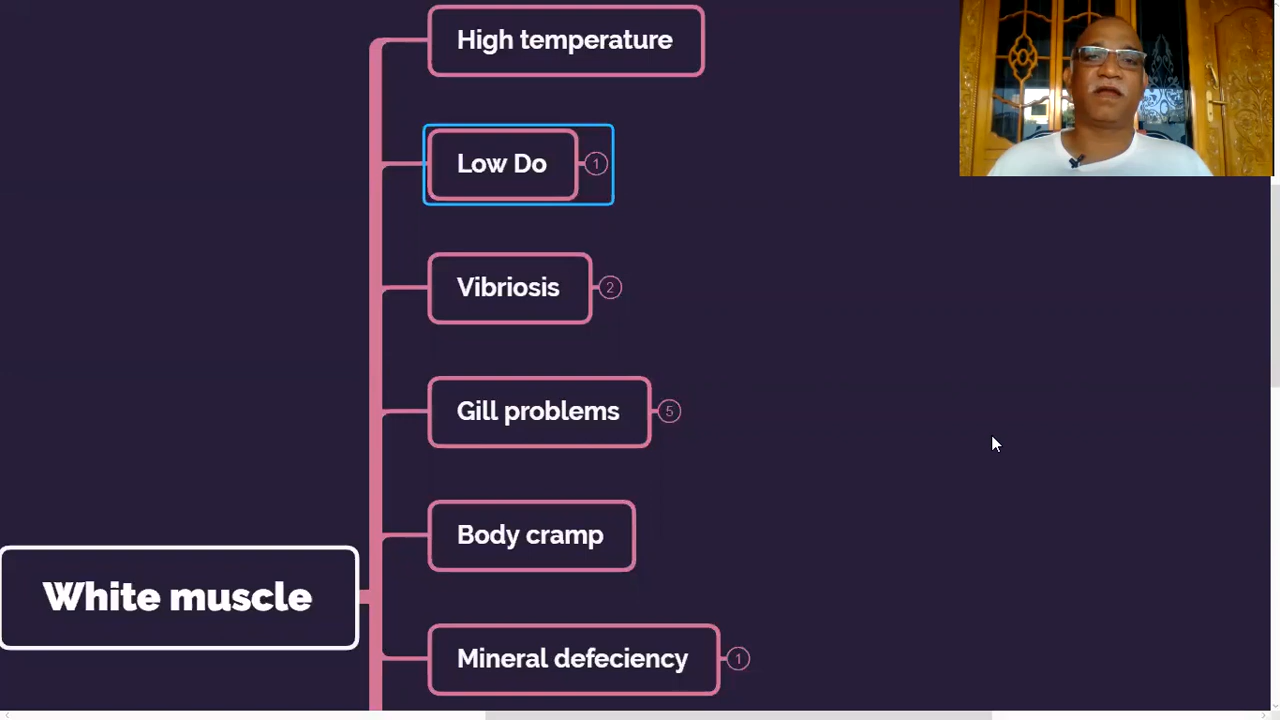 High temperature
Low Do 1
Vibriosis 2
Gill problems 5
Body cramp
White muscle
Mineral defeciency 1